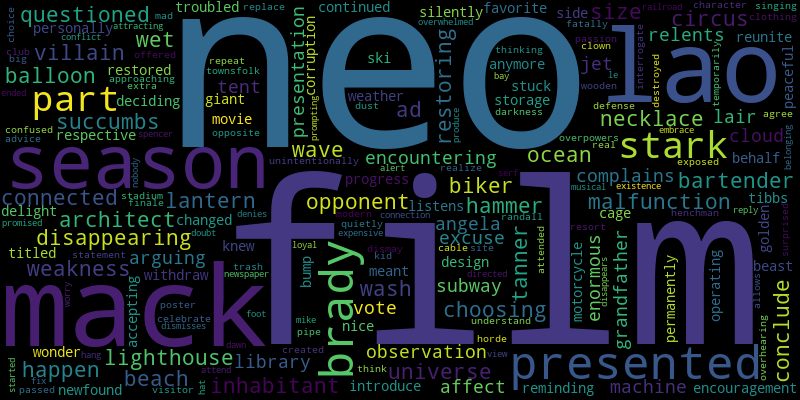 neo
film
lao
mack
season
part
stark
brady
presented
questioned
troubled
continued
favorite
side
size
circus
mad
replace
railroad
character
clothing
attracting
overwhelmed
passion
singing
choice
conflict
personally
silently
relents
reunite
villain
wet
club
offered
thinking
clown
fatally
big
repeat
ski
anymore
bay
le
jet
interrogate
destroyed
temporarily
peaceful
balloon
restored
townsfolk
approaching
extra
giant
tent
presentation
corruption
prompting
restoring
weather
stuck
wooden
deciding
movie
dust
ad
storage
defense
necklace
lair
agree
ended
succumbs
opposite
darkness
produce
real
exposed
cloud
behalf
confused
advice
respective
spencer
nobody
wave
encountering
ocean
overpowers
embrace
belonging
unintentionally
alert
realize
serf
complains
bartender
connected
lantern
stadium
finale
progress
biker
musical
existence
malfunction
tibbs
delight
architect
changed
denies
modern
opponent
listens
hammer
randall
cage
henchman
reply
promised
disappearing
doubt
connection
quietly
expensive
angela
excuse
attended
grandfather
golden
surprised
titled
statement
knew
loyal
dismay
cable
site
resort
beast
weakness
arguing
withdraw
trash
newspaper
bump
kid
meant
design
tanner
motorcycle
enormous
permanently
operating
allows
overhearing
worry
accepting
poster
foot
wash
subway
directed
disappears
celebrate
mike
vote
nice
choosing
understand
conclude
wonder
hang
dismisses
dawn
pipe
observation
horde
lighthouse
library
created
view
started
happen
beach
universe
fix
passed
newfound
visitor
hat
attend
inhabitant
think
introduce
affect
reminding
machine
encouragement